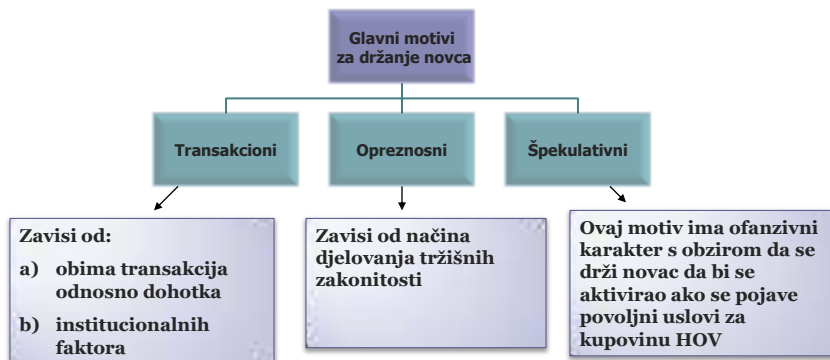 Glavni motivi
za držanje novca
Transakcioni
Opreznosni
Špekulativni
Zavisi od:
a) obima transakcija
odnosno dohotka
b) institucionalnih
faktora
Zavisi od načina
djelovanja tržišnih
zakonitosti
Ovaj motiv ima ofanzivni
karakter s obzirom da se
drži novac da bi se
aktivirao ako se pojave
povoljni uslovi za
kupovinu HOV